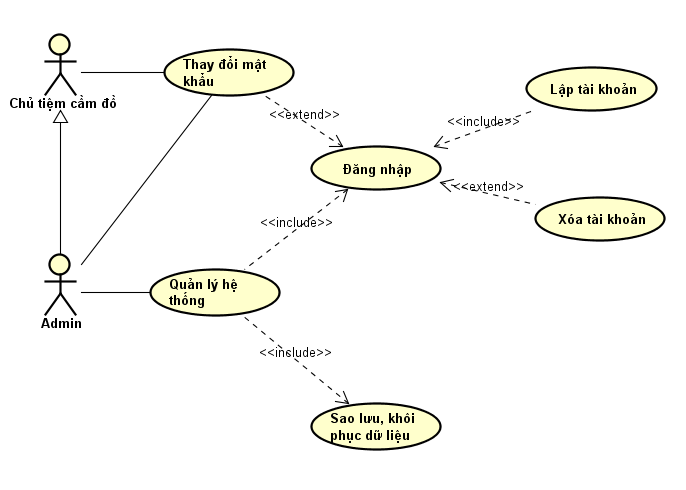 Thay đổi mật
khẩu
Chủ tiệm cầm đồ
<<extend>>
Lập tài khoản
<<include>>
Đăng nhập
<<extend>>
Xóa tài khoản
<<include>>
Quản lý hệ
thống
Admin
<<include>>
Sao lưu, khôi
phục dữ liệu